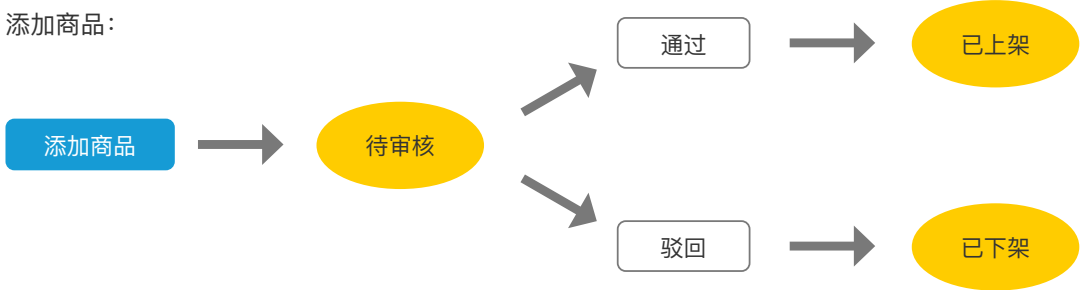 添加商品：
通过
已上架
添加商品
待审核
驳回
已下架